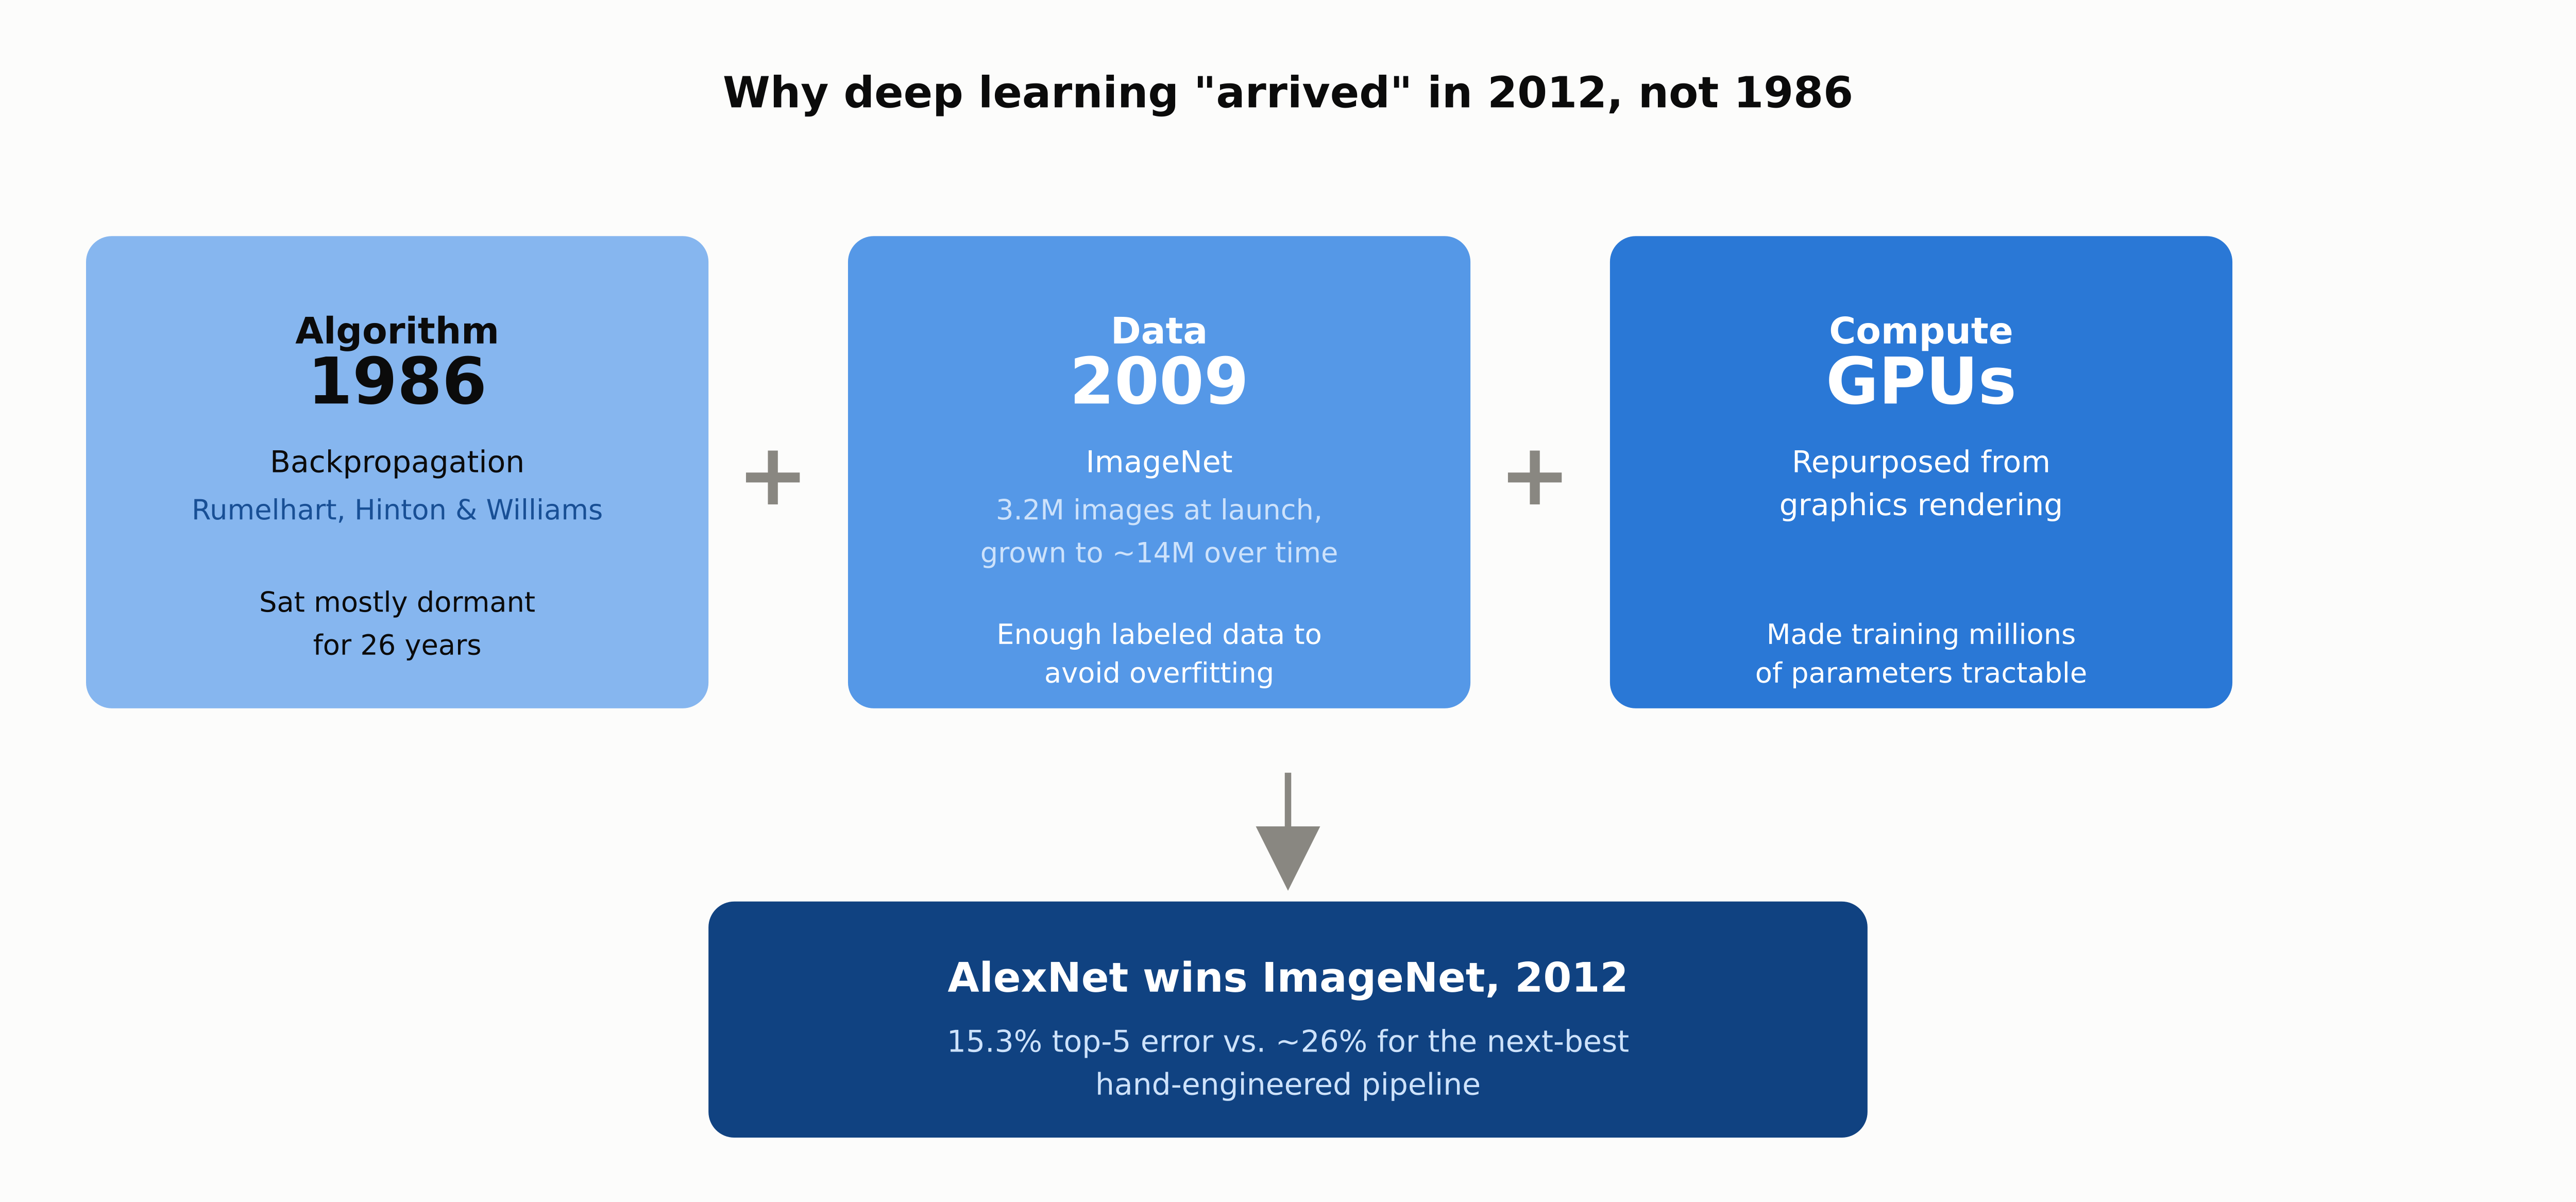 Why deep learning "arrived" in 2012, not 1986
Algorithm
1986
Backpropagation
Rumelhart, Hinton & Williams
Sat mostly dormant
for 26 years
+
Data
2009
ImageNet
3.2M images at launch,
grown to ~14M over time
Enough labeled data to
avoid overfitting
+
Compute
GPUs
Repurposed from
graphics rendering
Made training millions
of parameters tractable
AlexNet wins ImageNet, 2012
15.3% top-5 error vs. ~26% for the next-best
hand-engineered pipeline